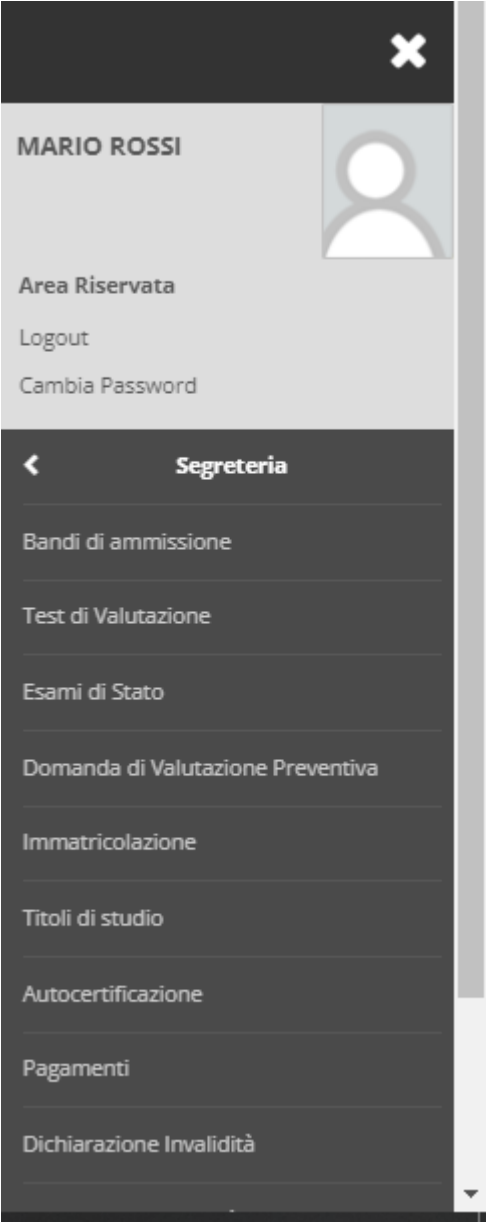 MARIO ROSSI
Area Riservata
Logout
Cambia Password
Segreteria
Bandi di ammissione
Test di Valutazione
Esami di Stato
Domanda di Valutazione Preventiva
Immatricolazione
Titoli di studio
Autocertificazione
Pagamenti
Dichiarazione Invalidità